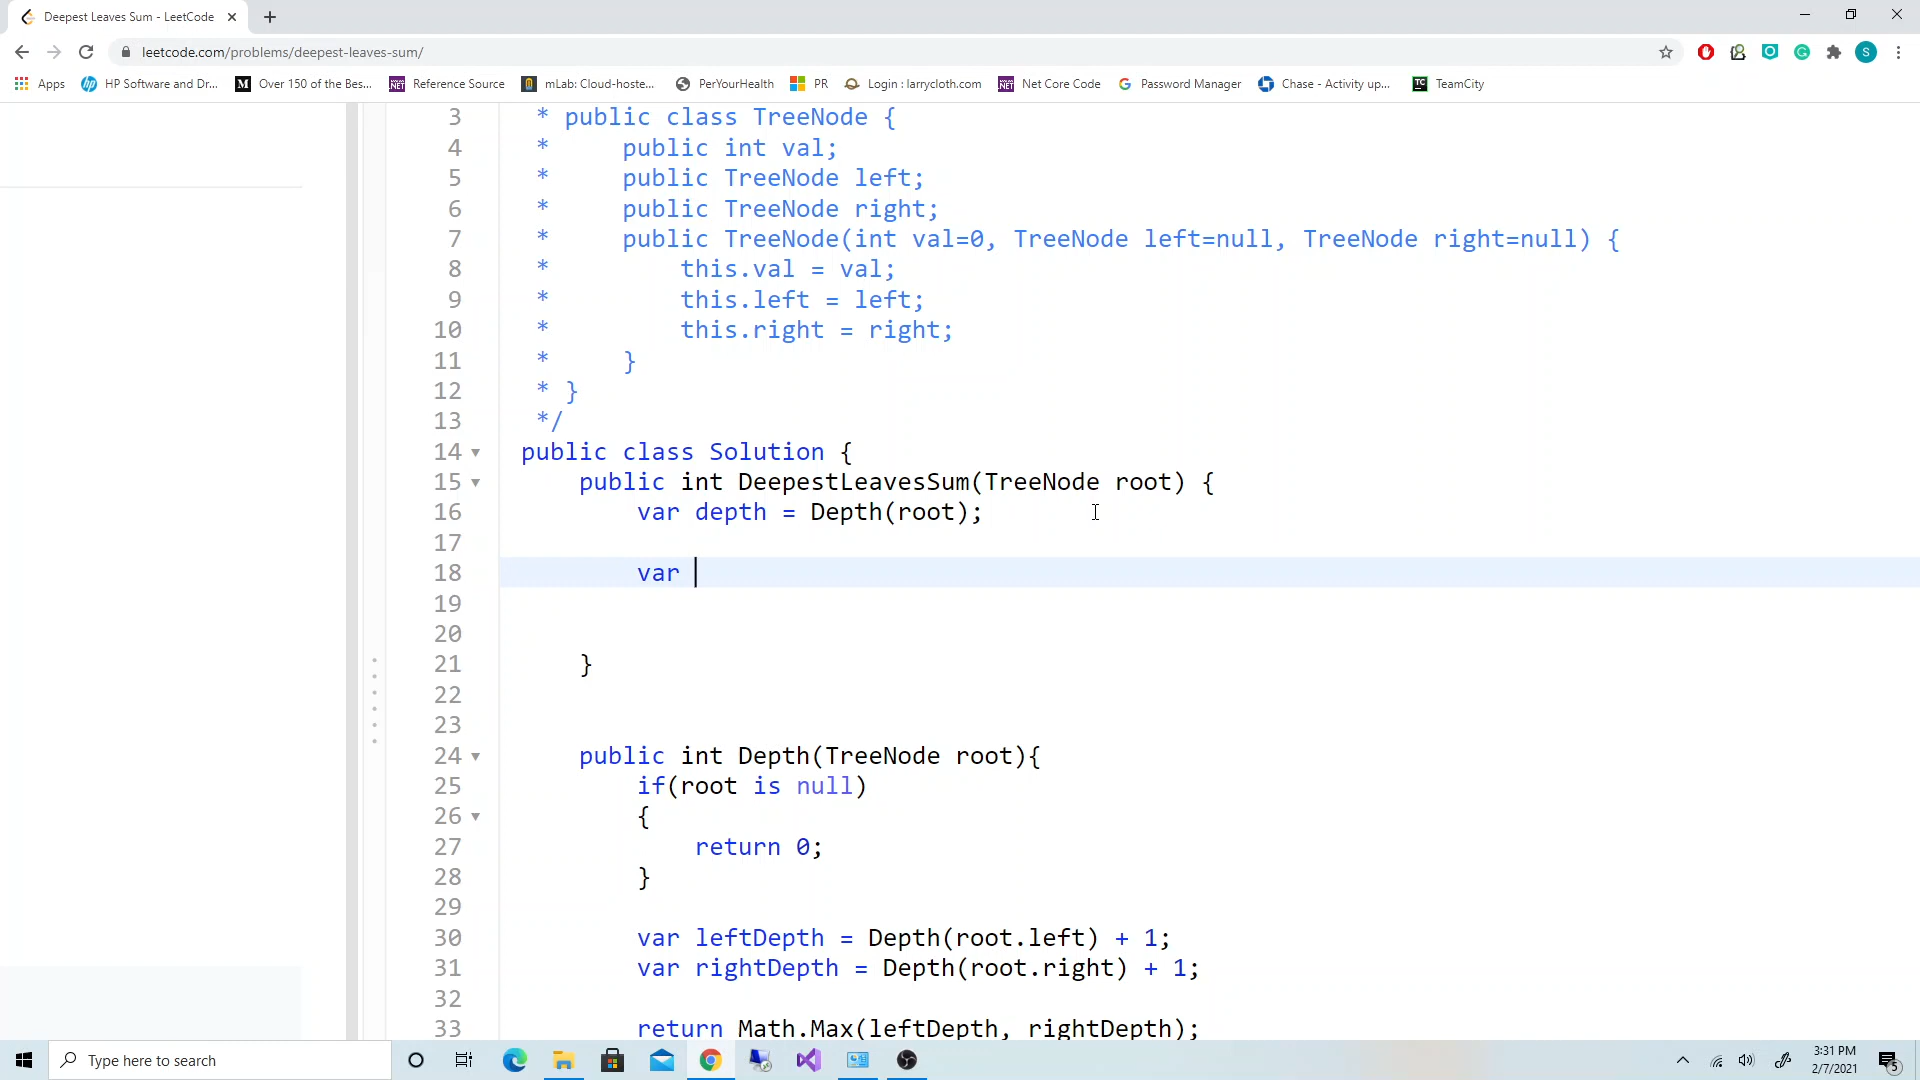 Deepest Leaves Sum - LeetCode
leetcode.com/problems/deepest-leaves-sum/
S
Apps HP Software and Dr... Over 150 of the Bes... Reference Source mLab: Cloud-hoste... PerYourHealth PR Login : larrycloth.com Net Core Code Password Manager Chase - Activity up... TeamCity
3 * public class TreeNode {
4 * public int val;
5 * public TreeNode left;
6 * public TreeNode right;
7 * public TreeNode(int val=0, TreeNode left=null, TreeNode right=null) {
8 * this.val = val;
9 * this.left = left;
10 * this.right = right;
11 * }
12 * }
13 */
14 public class Solution {
15 public int DeepestLeavesSum(TreeNode root) {
16 var depth = Depth(root);
17
18 var
19
20
21 }
22
23
24 public int Depth(TreeNode root){
25 if(root is null)
26 {
27 return 0;
28 }
29
30 var leftDepth = Depth(root.left) + 1;
31 var rightDepth = Depth(root.right) + 1;
32
33 return Math.Max(leftDepth, rightDepth);
Type here to search
3:31 PM
2/7/2021
5